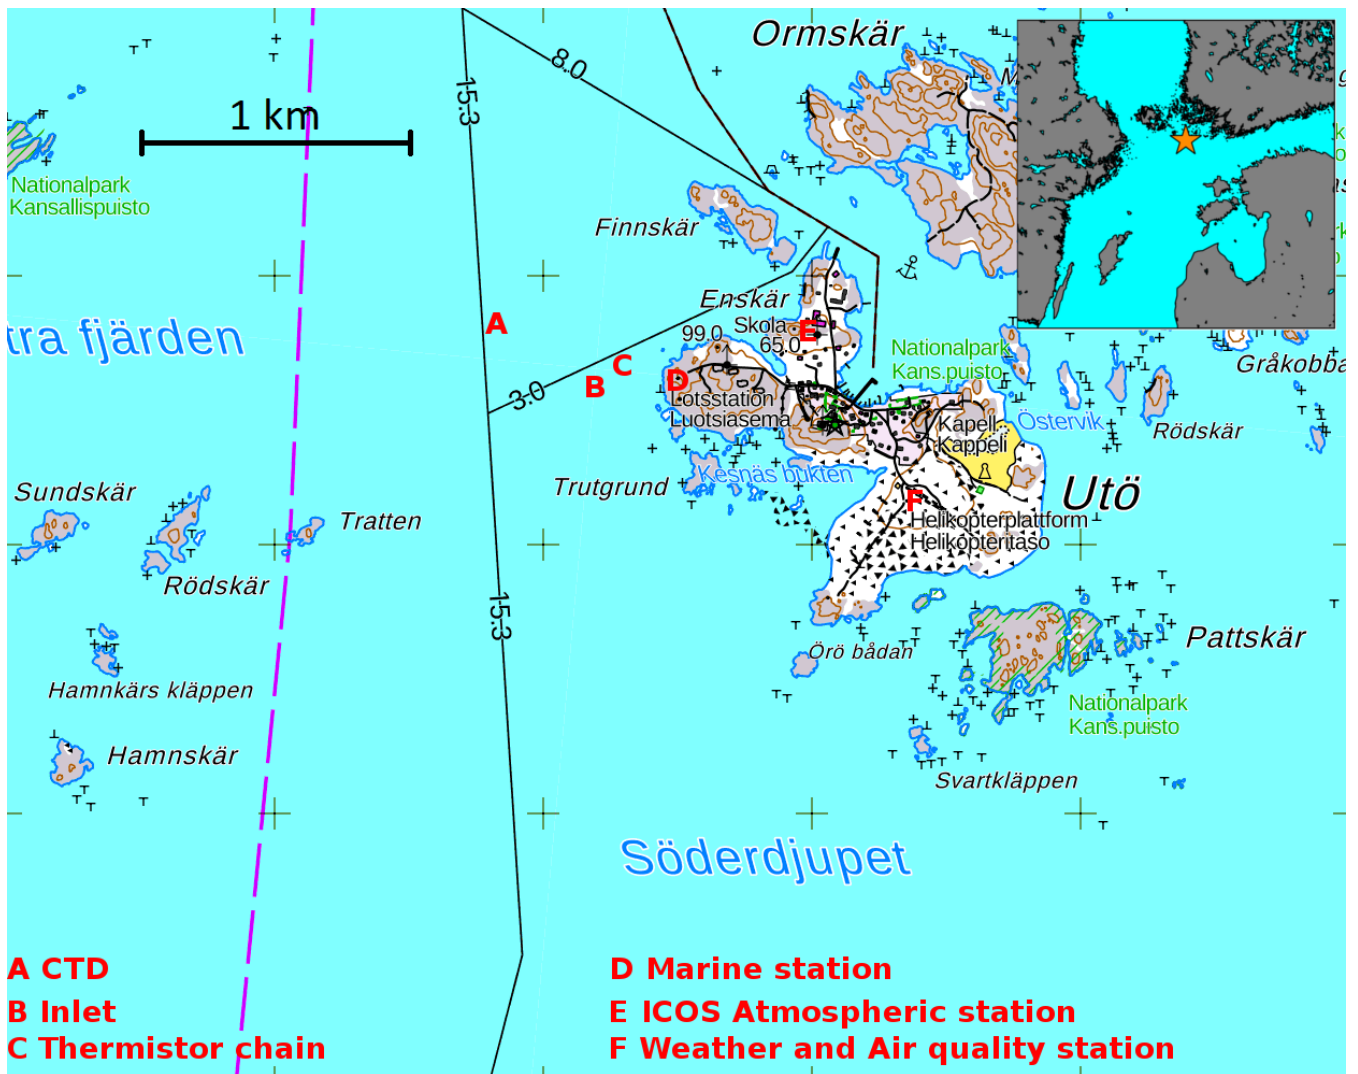 Ormskär
8.0
15.3
1 km
Nationalpark
Kansallispuisto
Finnskär
Enskär
tra fjärden
A
99.0
Skola
65.0
E
Nationalpark
Kans.puisto
Gråkobba
C
B
D
3.0
Lotsstation
Luotsiasema
Kapell
Kappeli
Östervik
Rödskär
Kesnäs bukten
Trutgrund
Utö
F
Helikopterplattform
Helikopteritaso
Sundskär
Tratten
Rödskär
15.3
Örö bådan
Pattskär
Hamnkärs kläppen
Nationalpark
Kans.puisto
Hamnskär
Svartkläppen
Söderdjupet
A CTD
B Inlet
C Thermistor chain
D Marine station
E ICOS Atmospheric station
F Weather and Air quality station